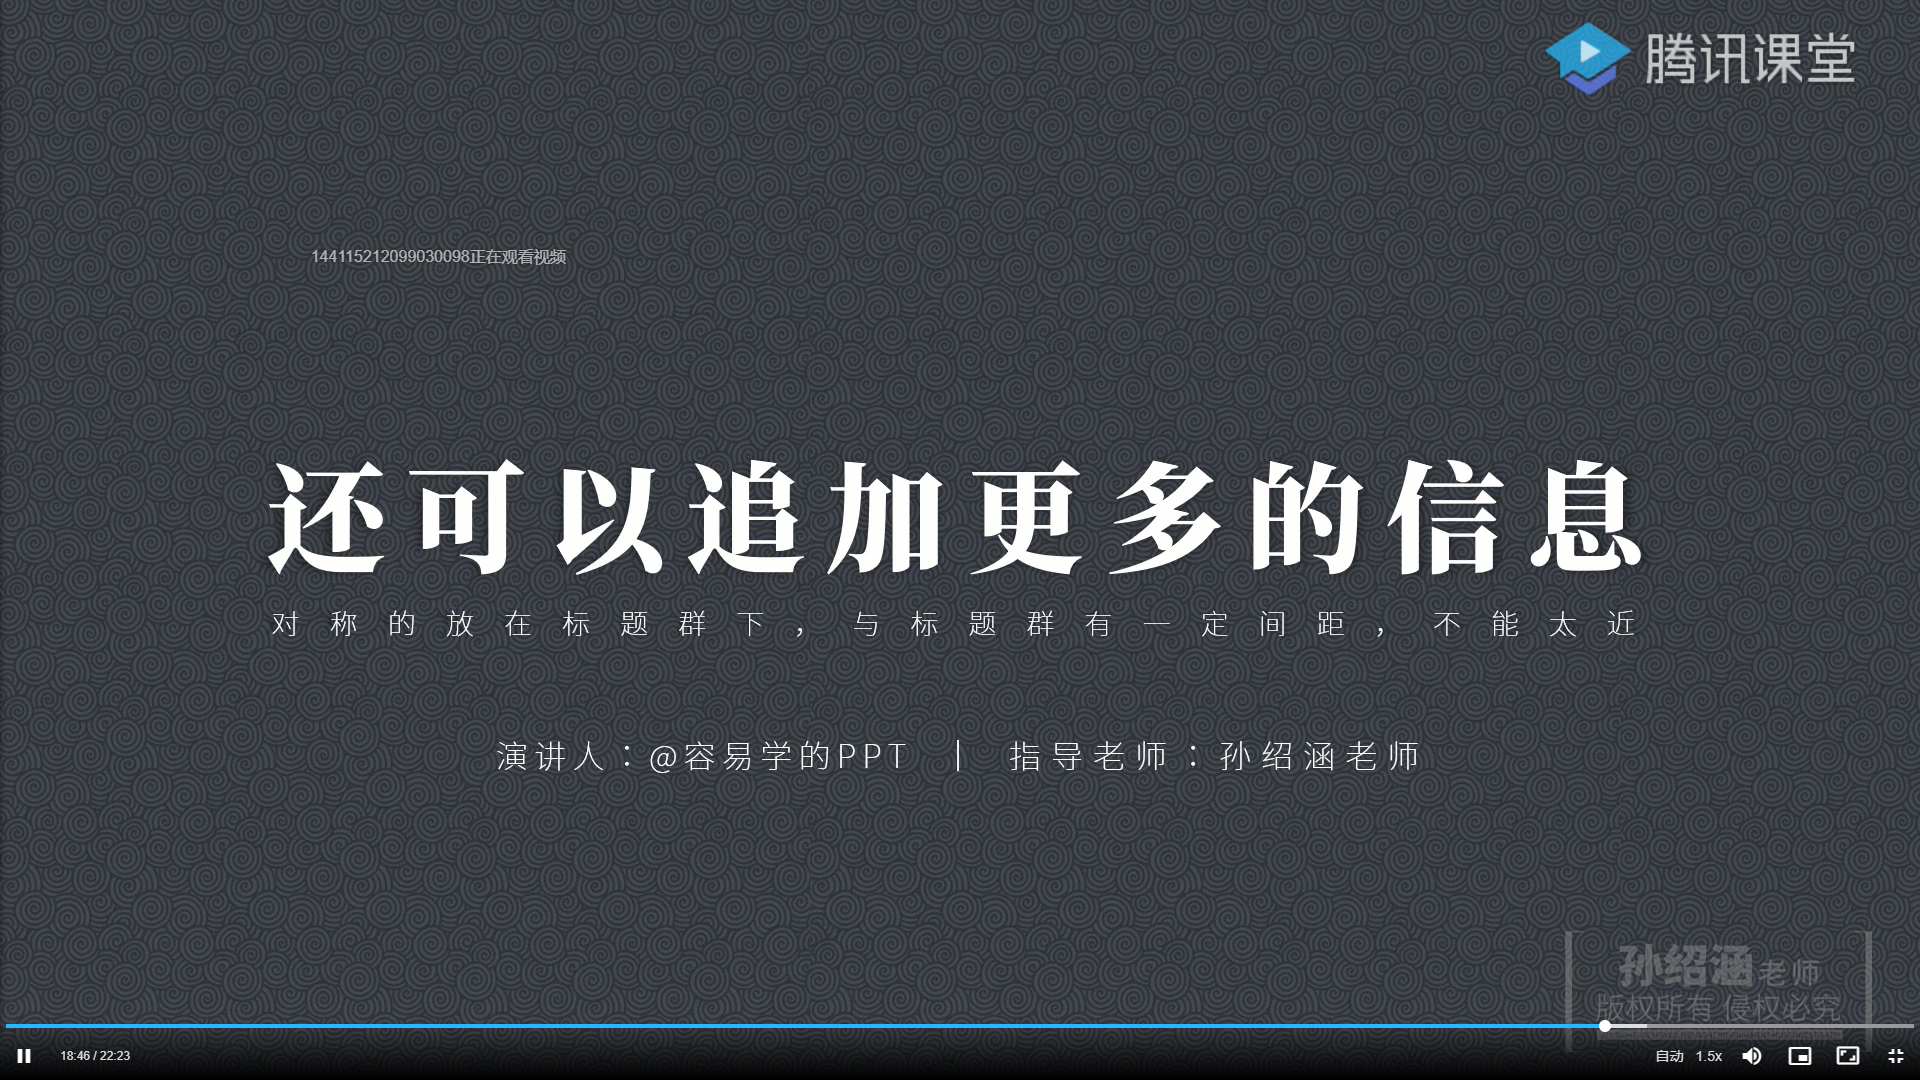 腾讯课堂
144115212099030098正在观看视频
还可以追加更多的信息
对称的放在标题群下，与标题群有一定间距，不能太近
演讲人：@容易学的PPT | 指导老师：孙绍涵老师
孙绍涵老师
版权所有 侵权必究
18:46 / 22:23
自动 1.5x